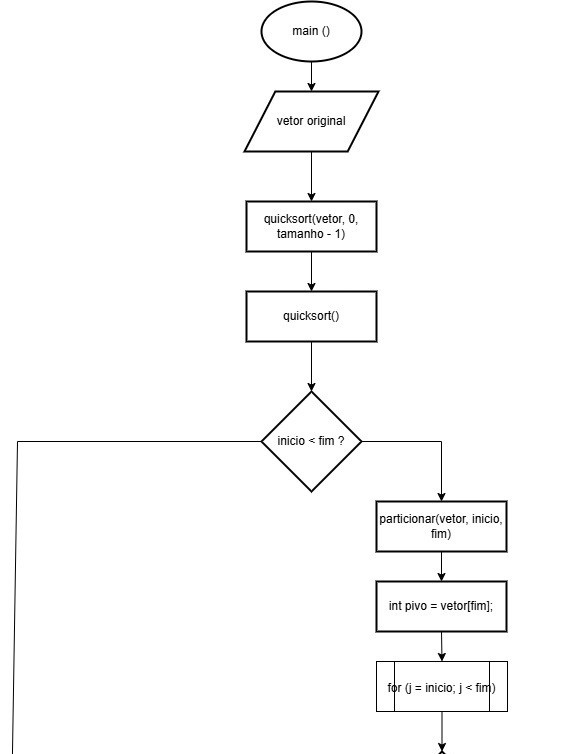 main ()
vetor original
quicksort(vetor, 0,
tamanho - 1)
quicksort()
inicio < fim ?
particionar(vetor, inicio,
fim)
int pivo = vetor[fim];
for (j = inicio; j < fim)